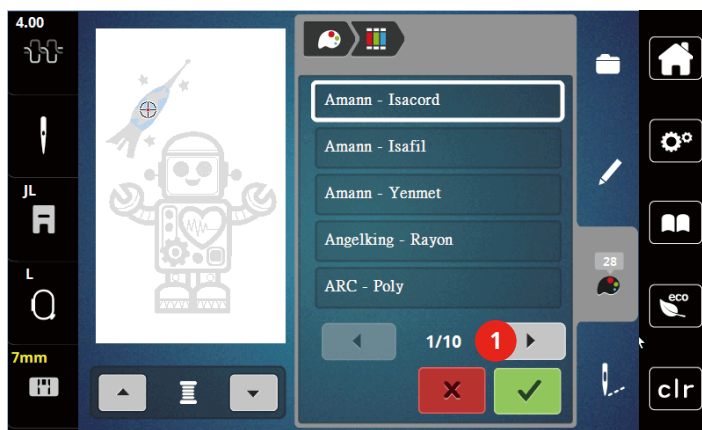 4.00
JL
L
7mm
Amann - Isacord
Amann - Isafil
Amann - Yenmet
Angelking - Rayon
ARC - Poly
1/10
1
28
eco
clr